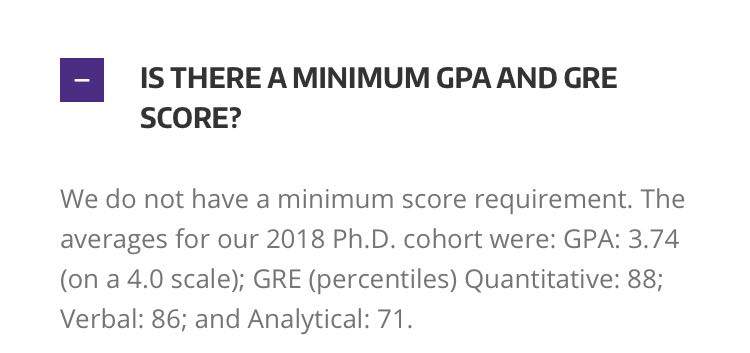 IS THERE A MINIMUM GPA AND GRE
SCORE?
We do not have a minimum score requirement. The
averages for our 2018 Ph.D. cohort were: GPA: 3.74
(on a 4.0 scale); GRE (percentiles) Quantitative: 88;
Verbal: 86; and Analytical: 71.